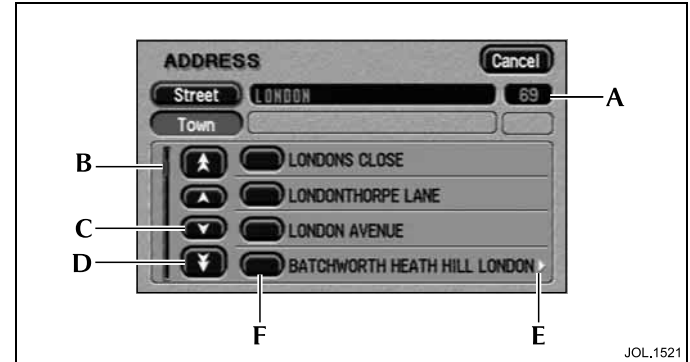 ADDRESS Cancel
Street LONDON 69 A
Town
B LONDONS CLOSE
LONDONTHORPE LANE
C LONDON AVENUE
D BATCHWORTH HEATH HILL LONDON
F E
JOL.1521